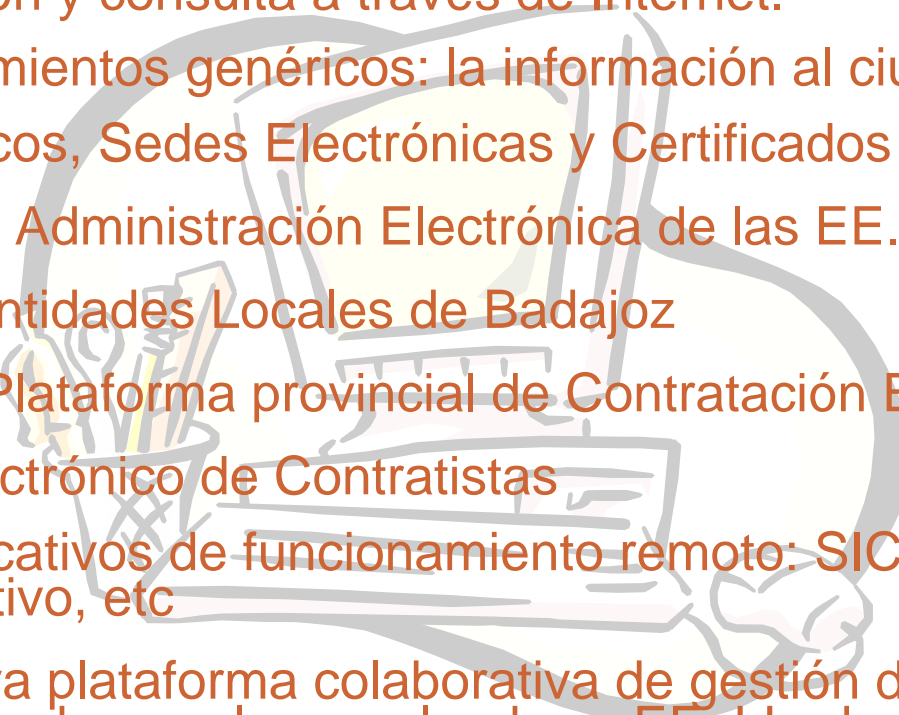 ón y consulta a través de Internet.
mientos genéricos: la información al ciu
cos, Sedes Electrónicas y Certificados
Administración Electrónica de las EE.
ntidades Locales de Badajoz
Plataforma provincial de Contratación E
ctrónico de Contratistas
cativos de funcionamiento remoto: SIC
tivo, etc
va plataforma colaborativa de gestión d